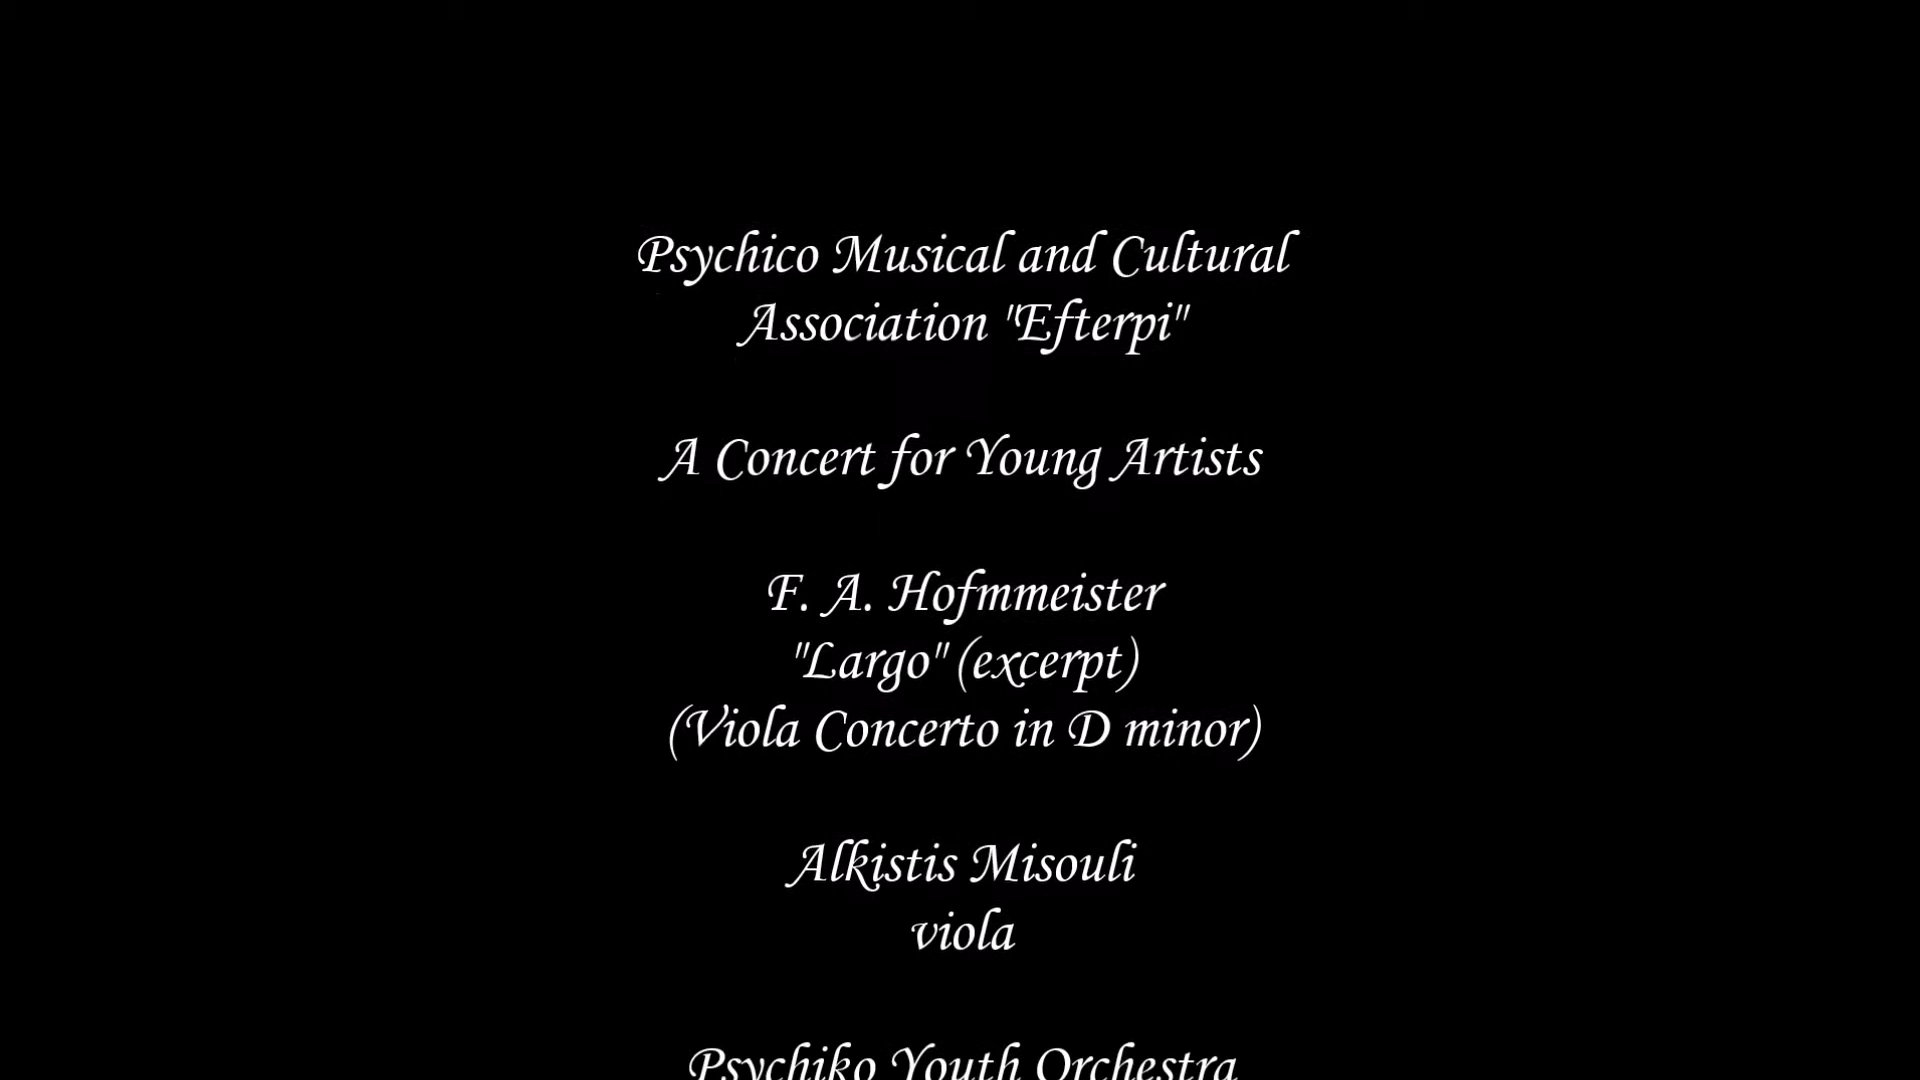 Psychico Musical and Cultural
Association "Efterpi"
A Concert for Young Artists
F. A. Hofmmeister
"Largo" (excerpt)
(Viola Concerto in D minor)
Alkistis Misouli
viola
Psychiko Youth Orchestra